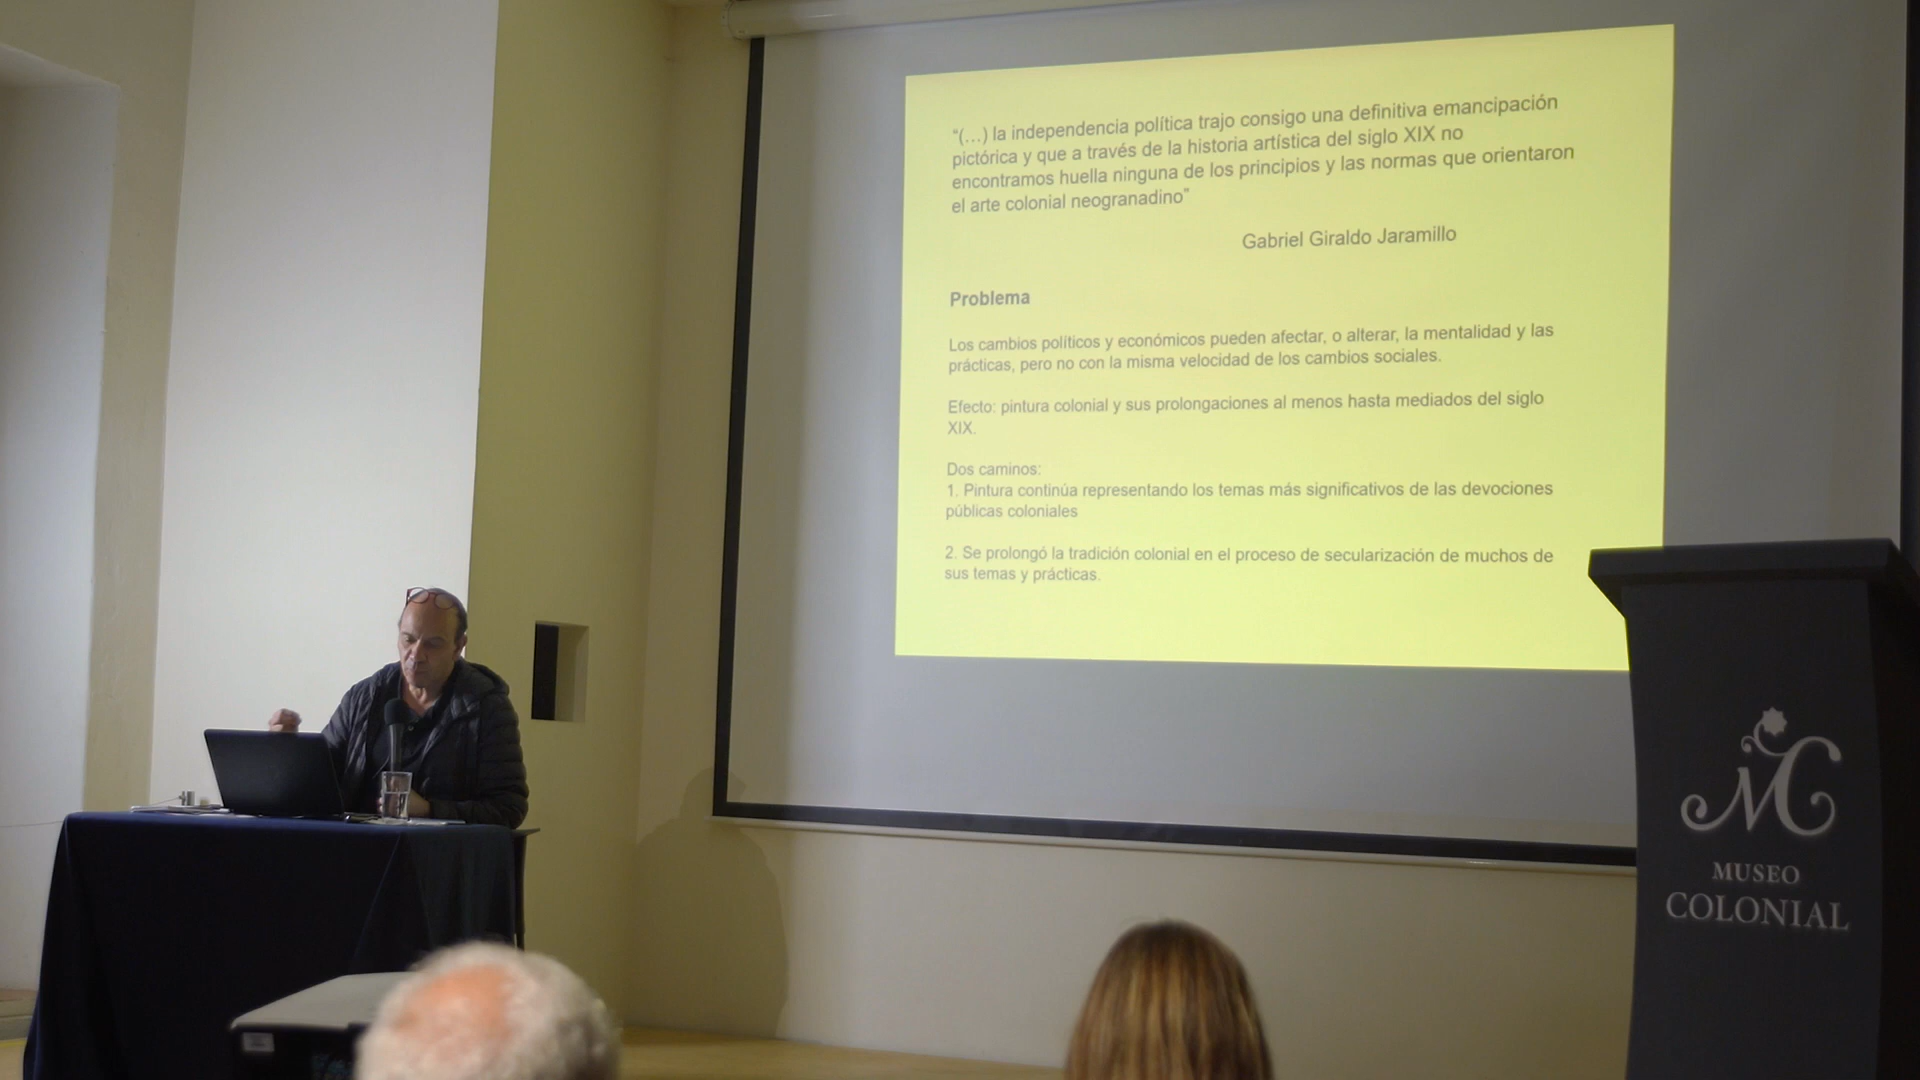 “(…) la independencia política trajo consigo una definitiva emancipación
pictórica y que a través de la historia artística del siglo XIX no
encontramos huella ninguna de los principios y las normas que orientaron
el arte colonial neogranadino”
Gabriel Giraldo Jaramillo
Problema
Los cambios políticos y económicos pueden afectar, o alterar, la mentalidad y las
prácticas, pero no con la misma velocidad de los cambios sociales.
Efecto: pintura colonial y sus prolongaciones al menos hasta mediados del siglo
XIX.
Dos caminos:
1. Pintura continúa representando los temas más significativos de las devociones
públicas coloniales
2. Se prolongó la tradición colonial en el proceso de secularización de muchos de
sus temas y prácticas.
MC
MUSEO
COLONIAL